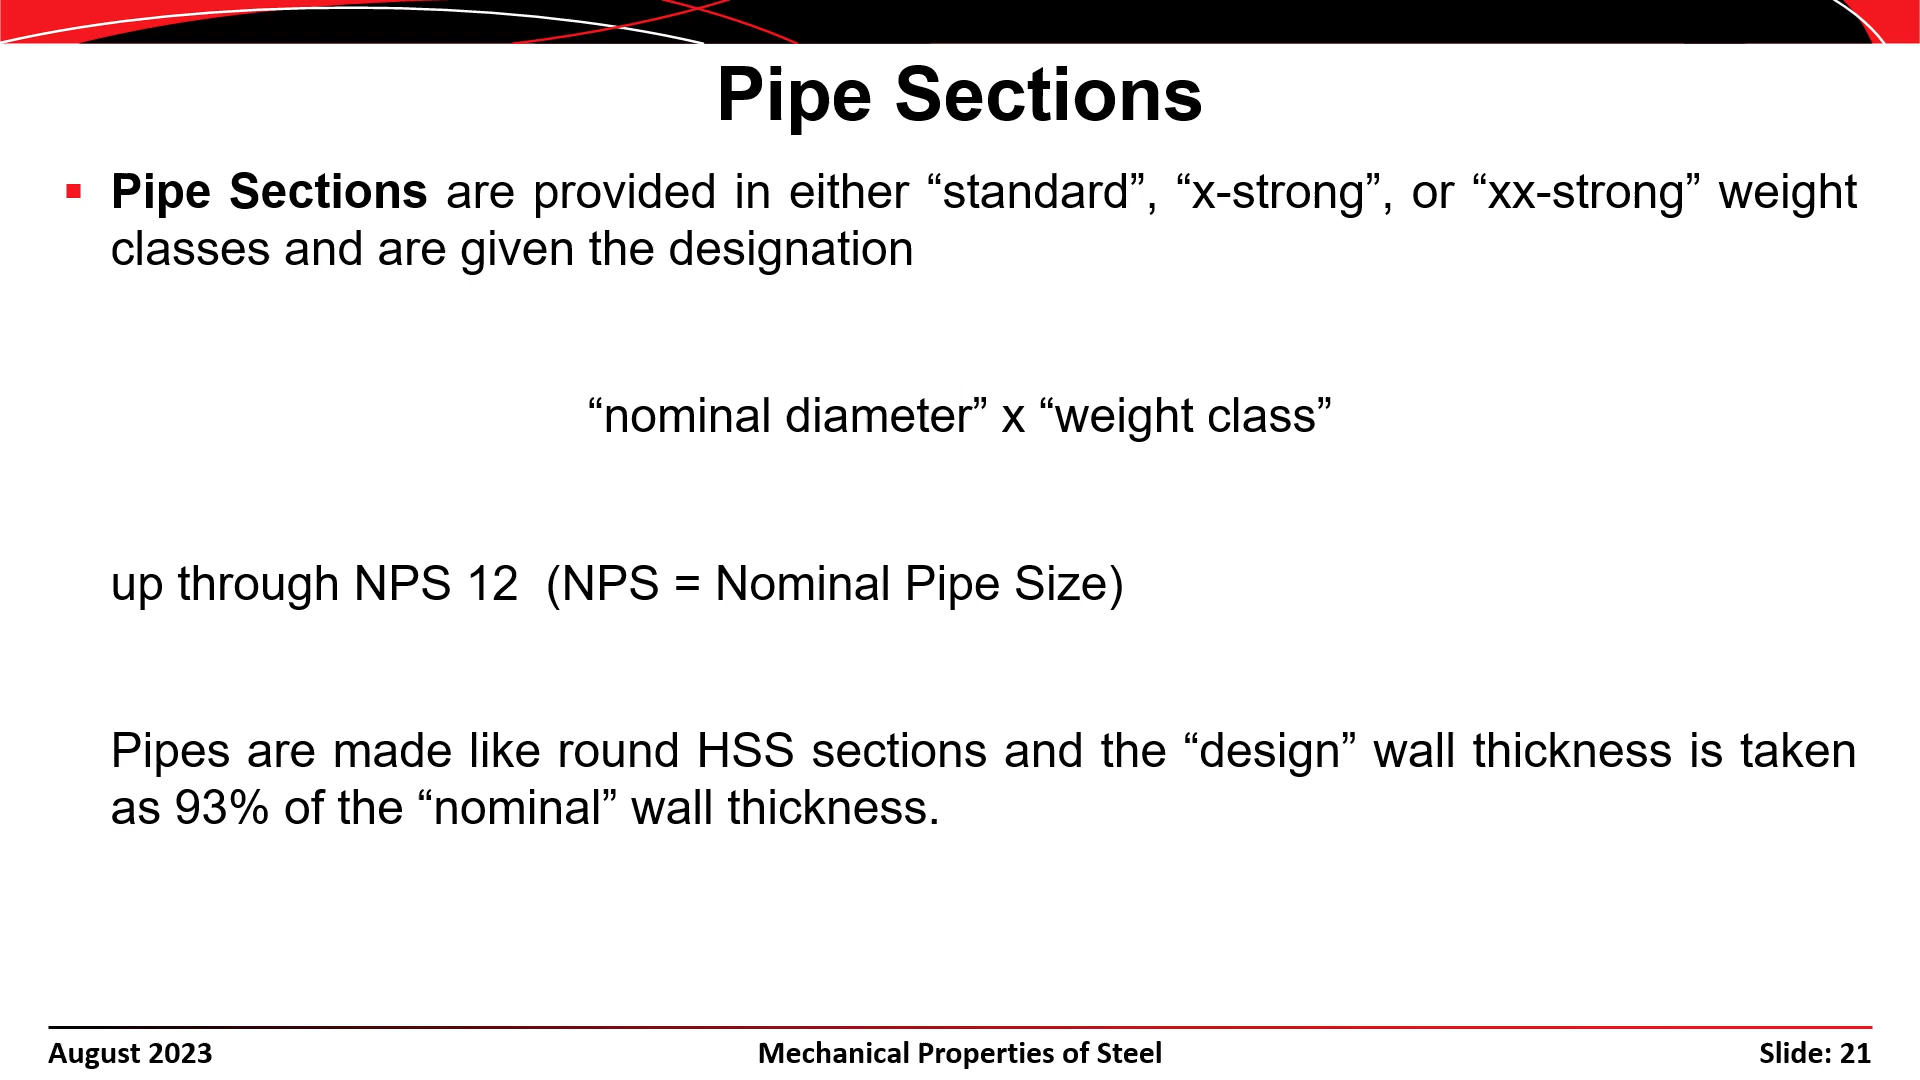 Pipe Sections
▪ Pipe Sections are provided in either “standard”, “x-strong”, or “xx-strong” weight
classes and are given the designation
“nominal diameter” x “weight class”
up through NPS 12  (NPS = Nominal Pipe Size)
Pipes are made like round HSS sections and the “design” wall thickness is taken
as 93% of the “nominal” wall thickness.
August 2023
Mechanical Properties of Steel
Slide: 21